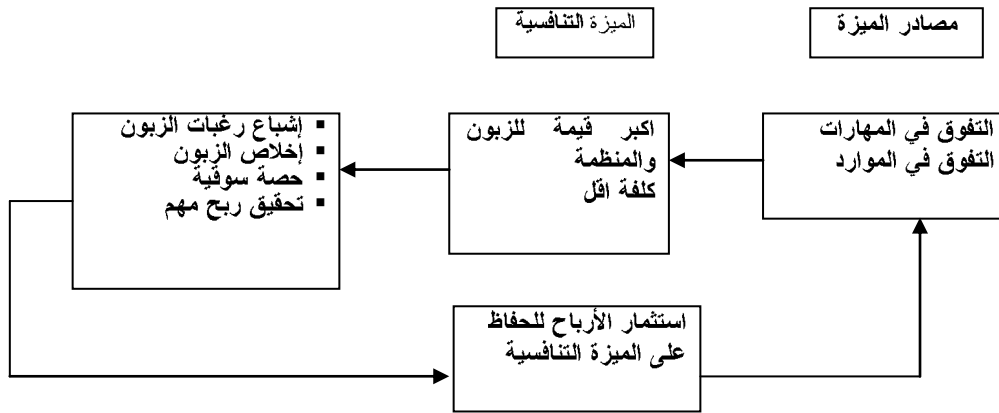 مصادر الميزة
الميزة التنافسية
التفوق في المهارات
التفوق في الموارد
اكبر قيمة للزبون
والمنظمة
كلفة اقل
▪ إشباع رغبات الزبون
▪ إخلاص الزبون
▪ حصة سوقية
▪ تحقيق ربح مهم
استثمار الأرباح للحفاظ
على الميزة التنافسية